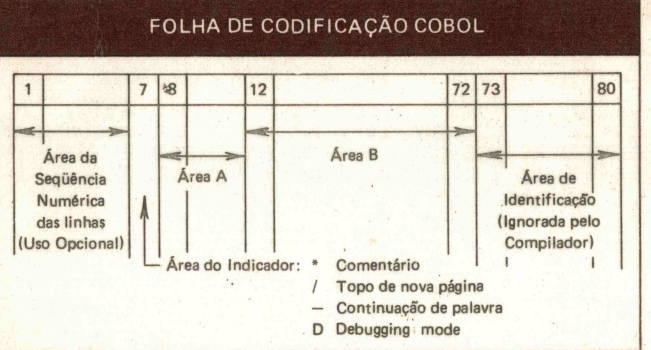 FOLHA DE CODIFICAÇÃO COBOL
1 7 8 12 72 73 80
Área da
Seqüência
Numérica
das linhas
(Uso Opcional)
Área A
Área B
Área de
Identificação
(Ignorada pelo
Compilador)
Área do Indicador: * Comentário
/ Topo de nova página
— Continuação de palavra
D Debugging mode